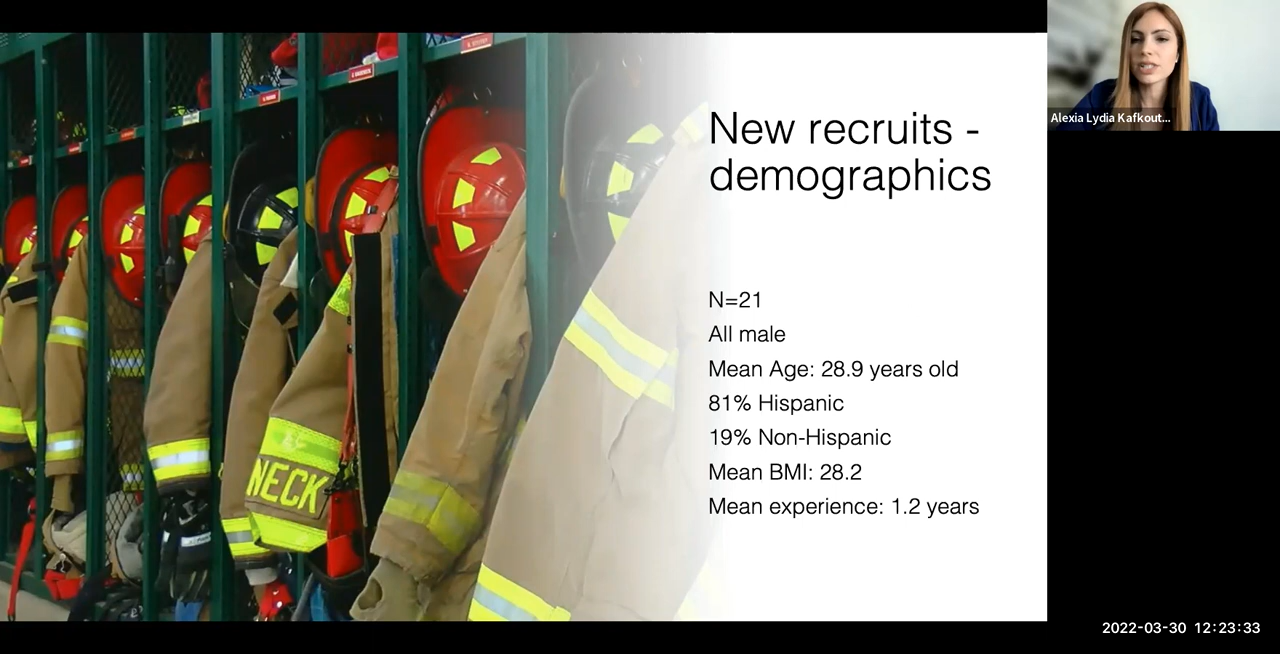 New recruits -
demographics
N=21
All male
Mean Age: 28.9 years old
81% Hispanic
19% Non-Hispanic
Mean BMI: 28.2
Mean experience: 1.2 years
NECK
Alexia Lydia Kafkout...
2022-03-30 12:23:33